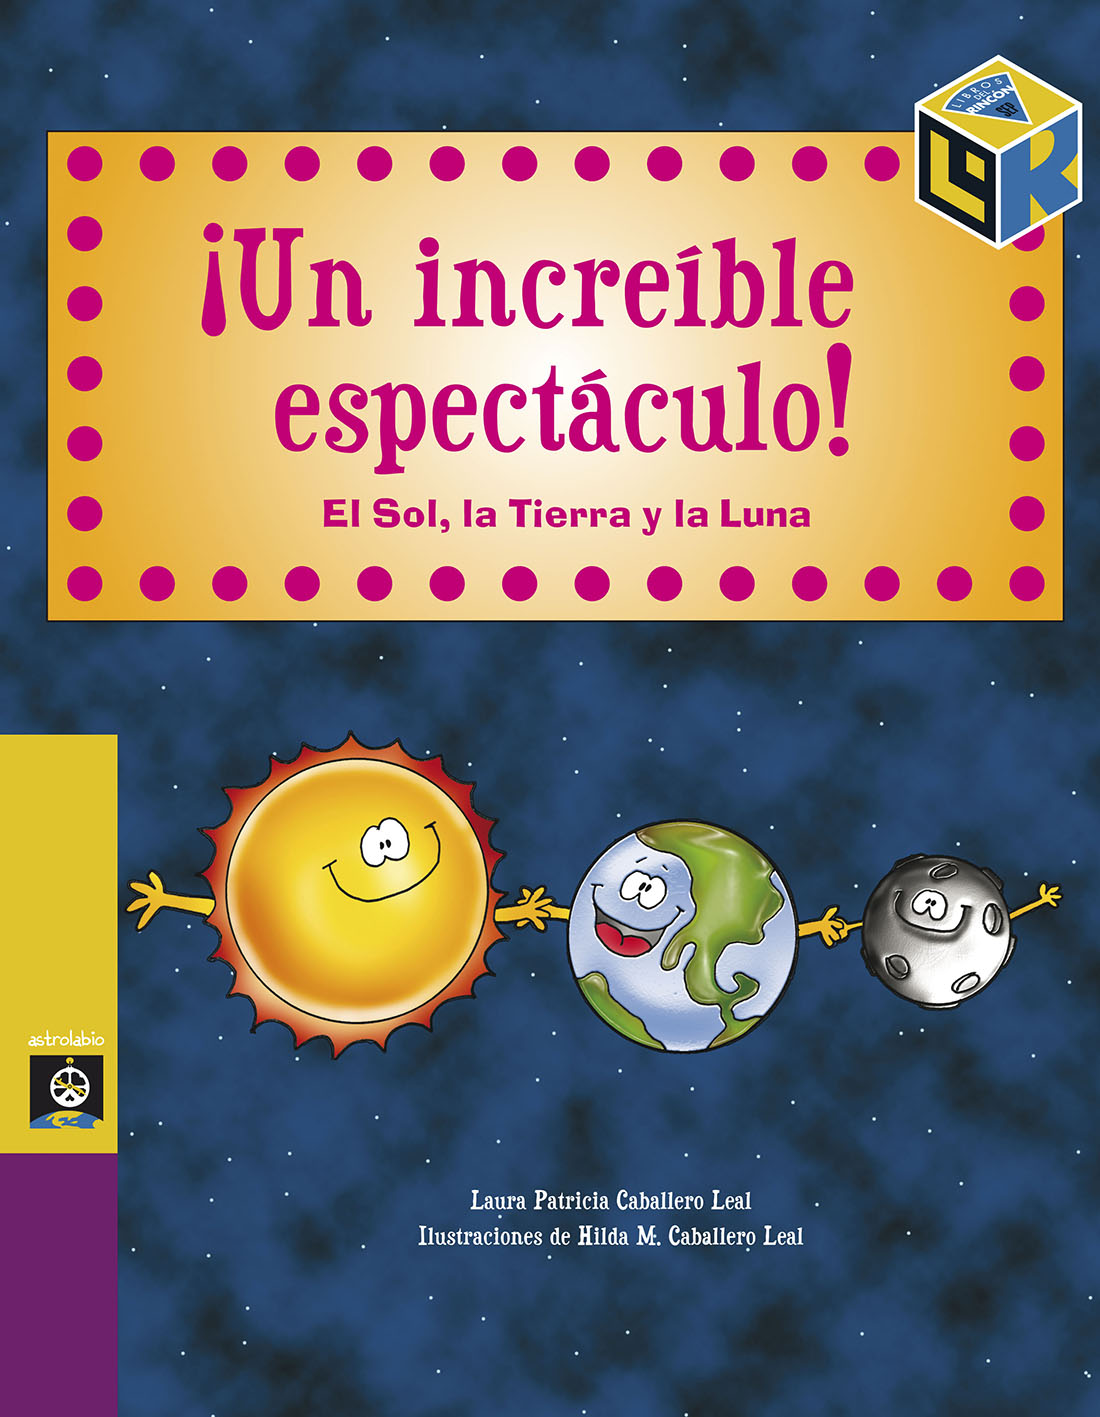 LIBROS
DEL
RINCÓN
SEP
LR
¡Un increíble
espectáculo!
El Sol, la Tierra y la Luna
astrolabio
Laura Patricia Caballero Leal
Ilustraciones de Hilda M. Caballero Leal